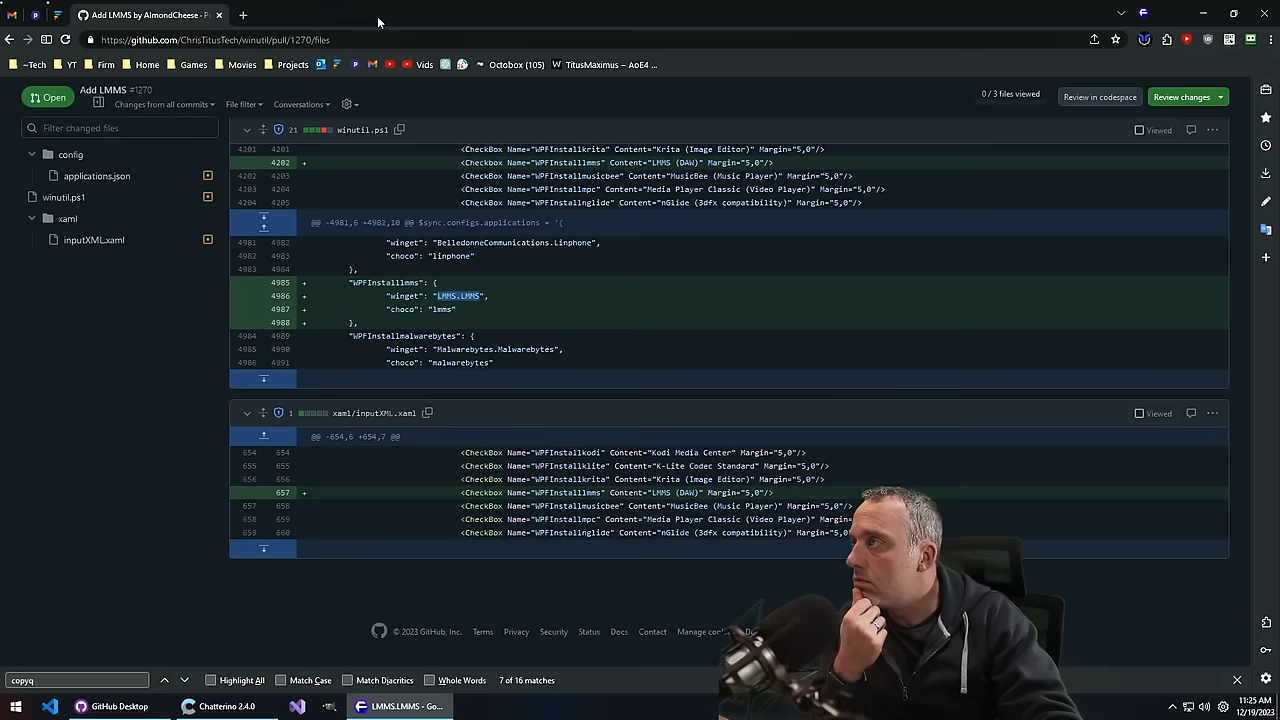 Add LMMS by AlmondCheese · P
https://github.com/ChrisTitusTech/winutil/pull/1270/files
~Tech YT Firm Home Games Movies Projects Vids Octobox (105) TitusMaximus ~ AoE4 ...
Open
Add LMMS #1270
Changes from all commits File filter Conversations
0 / 3 files viewed
Review in codespace
Review changes
Filter changed files
config
applications.json
winutil.ps1
xaml
inputXML.xaml
21 winutil.ps1 Viewed
4201 4201 <CheckBox Name="WPFInstallkrita" Content="Krita (Image Editor)" Margin="5,0"/>
4202 + <CheckBox Name="WPFInstalllmms" Content="LMMS (DAW)" Margin="5,0"/>
4202 4203 <CheckBox Name="WPFInstallmusicbee" Content="MusicBee (Music Player)" Margin="5,0"/>
4203 4204 <CheckBox Name="WPFInstallmpc" Content="Media Player Classic (Video Player)" Margin="5,0"/>
4204 4205 <CheckBox Name="WPFInstallnglide" Content="nGlide (3dfx compatibility)" Margin="5,0"/>
@@ -4981,6 +4982,10 @@ $sync.configs.applications = '{
4981 4982 "winget": "BelledonneCommunications.Linphone",
4982 4983 "choco": "linphone"
4983 4984 },
4985 + "WPFInstalllmms": {
4986 + "winget": "LMMS.LMMS",
4987 + "choco": "lmms"
4988 + },
4984 4989 "WPFInstallmalwarebytes": {
4985 4990 "winget": "Malwarebytes.Malwarebytes",
4986 4991 "choco": "malwarebytes"
1 xaml/inputXML.xaml Viewed
@@ -654,6 +654,7 @@
654 654 <CheckBox Name="WPFInstallkodi" Content="Kodi Media Center" Margin="5,0"/>
655 655 <CheckBox Name="WPFInstallklite" Content="K-Lite Codec Standard" Margin="5,0"/>
656 656 <CheckBox Name="WPFInstallkrita" Content="Krita (Image Editor)" Margin="5,0"/>
657 + <CheckBox Name="WPFInstalllmms" Content="LMMS (DAW)" Margin="5,0"/>
657 658 <CheckBox Name="WPFInstallmusicbee" Content="MusicBee (Music Player)" Margin="5,0"/>
658 659 <CheckBox Name="WPFInstallmpc" Content="Media Player Classic (Video Player)"
659 660 <CheckBox Name="WPFInstallnglide" Content="nGlide (3dfx compatibility)" Margin="5,0
© 2023 GitHub, Inc. Terms Privacy Security Status Docs Contact Manage
copyq Highlight All Match Case Match Diacritics Whole Words 7 of 16 matches
GitHub Desktop Chatterino 2.4.0 LMMS.LMMS - Go...
11:25 AM
12/19/2023